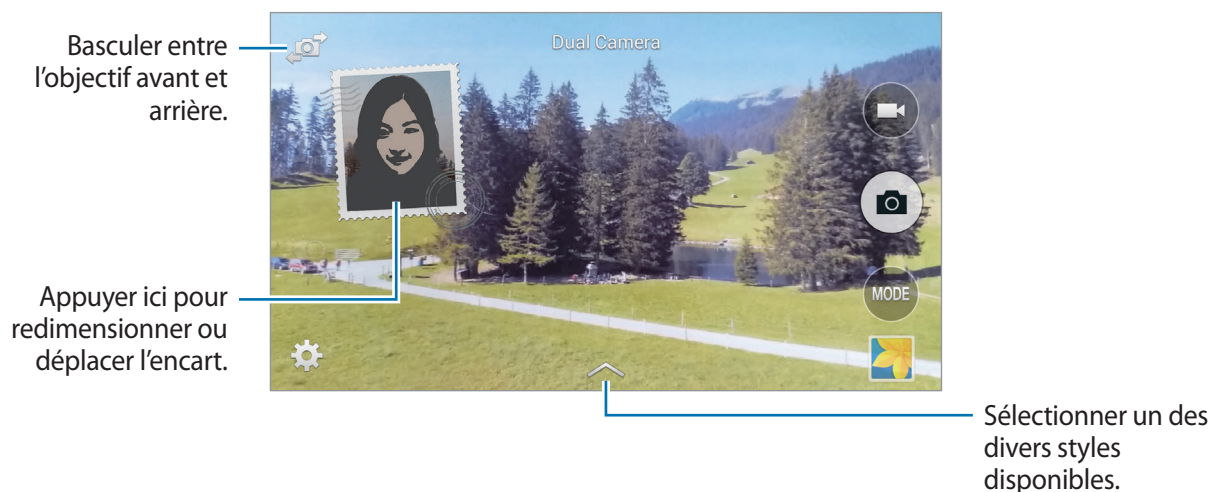 Basculer entre
l’objectif avant et
arrière.
Dual Camera
MODE
Appuyer ici pour
redimensionner ou
déplacer l’encart.
Sélectionner un des
divers styles
disponibles.